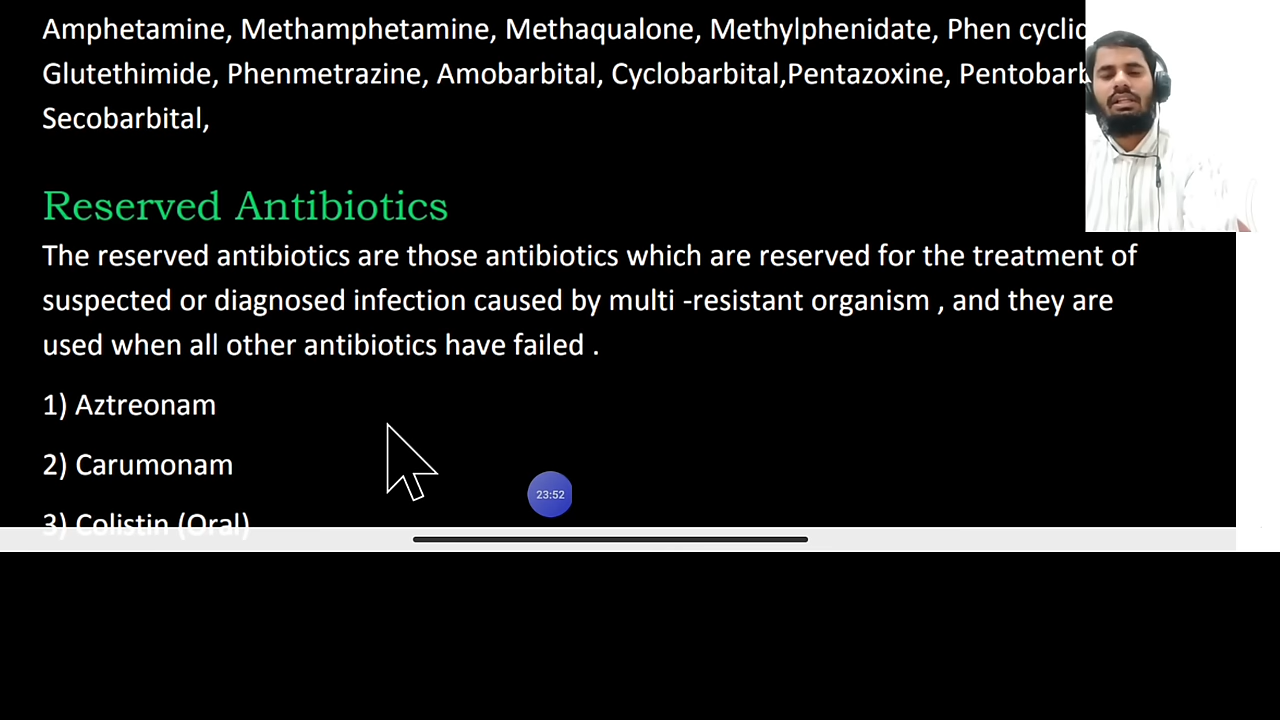 Amphetamine, Methamphetamine, Methaqualone, Methylphenidate, Phen cyclid
Glutethimide, Phenmetrazine, Amobarbital, Cyclobarbital,Pentazoxine, Pentobarb
Secobarbital,
Reserved Antibiotics
The reserved antibiotics are those antibiotics which are reserved for the treatment of
suspected or diagnosed infection caused by multi -resistant organism , and they are
used when all other antibiotics have failed .
1) Aztreonam
2) Carumonam
23:52
3) Colistin (Oral)